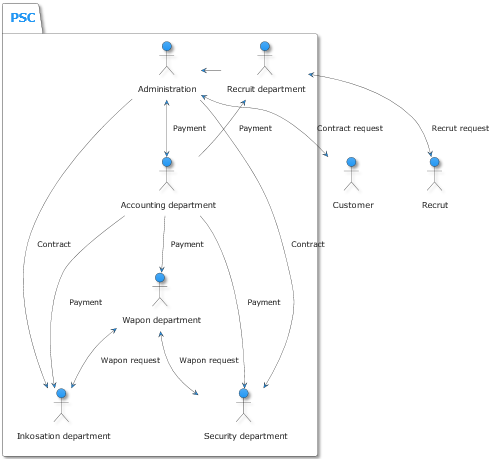 PSC
Administration
Recruit department
Payment
Payment
Contract request
Recrut request
Accounting department
Customer
Recrut
Contract
Payment
Contract
Payment
Payment
Wapon department
Wapon request
Wapon request
Inkosation department
Security department